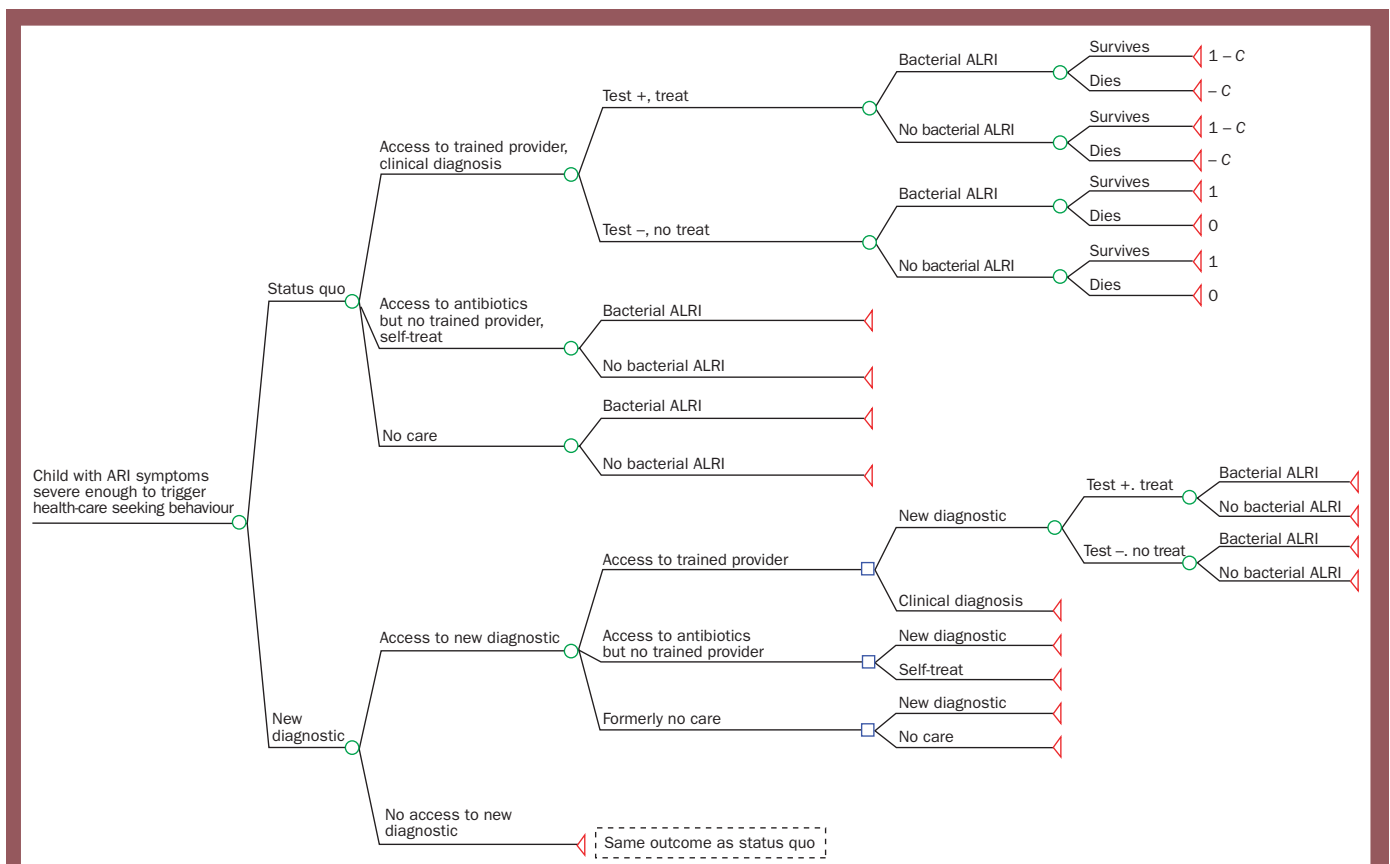 Survives
1 – C
Bacterial ALRI
Dies
– C
Test +, treat
Survives
1 – C
No bacterial ALRI
Dies
– C
Access to trained provider,
clinical diagnosis
Survives
1
Bacterial ALRI
Dies
0
Test –, no treat
Survives
1
No bacterial ALRI
Dies
0
Status quo
Access to antibiotics
but no trained provider,
self-treat
Bacterial ALRI
No bacterial ALRI
No care
Bacterial ALRI
No bacterial ALRI
Child with ARI symptoms
severe enough to trigger
health-care seeking behaviour
New diagnostic
Test +. treat
Bacterial ALRI
No bacterial ALRI
Test –. no treat
Bacterial ALRI
No bacterial ALRI
Access to trained provider
Clinical diagnosis
Access to new diagnostic
Access to antibiotics
but no trained provider
New diagnostic
Self-treat
Formerly no care
New diagnostic
No care
New
diagnostic
No access to new
diagnostic
Same outcome as status quo